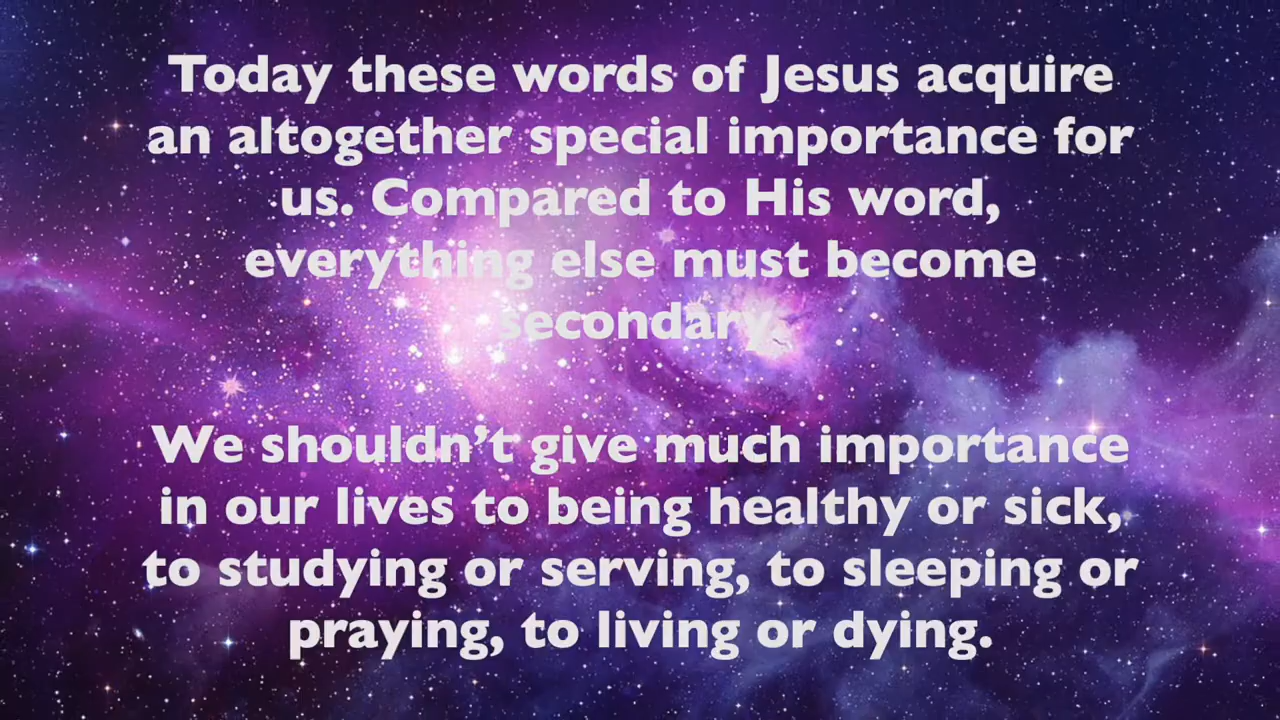 Today these words of Jesus acquire
an altogether special importance for
us. Compared to His word,
everything else must become
secondary.
We shouldn’t give much importance
in our lives to being healthy or sick,
to studying or serving, to sleeping or
praying, to living or dying.